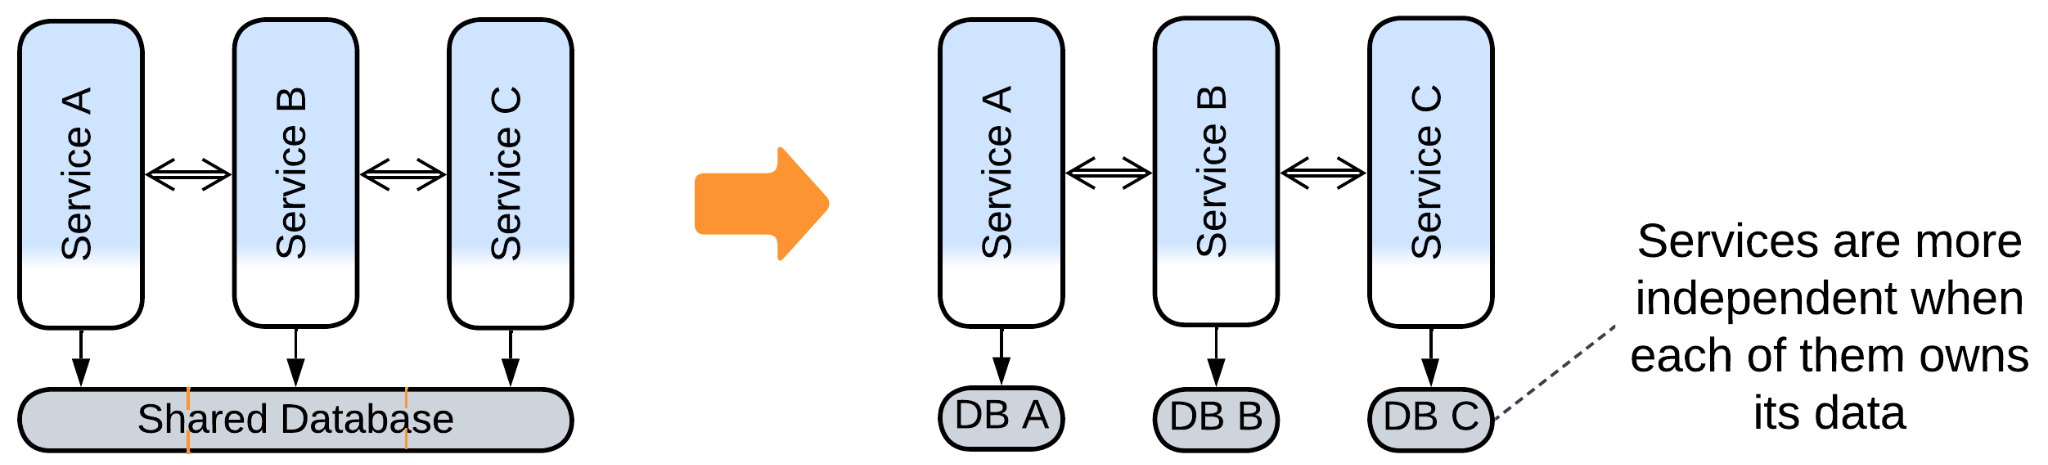 Service A
Service B
Service C
Shared Database
Service A
Service B
Service C
DB A
DB B
DB C
Services are more
independent when
each of them owns
its data